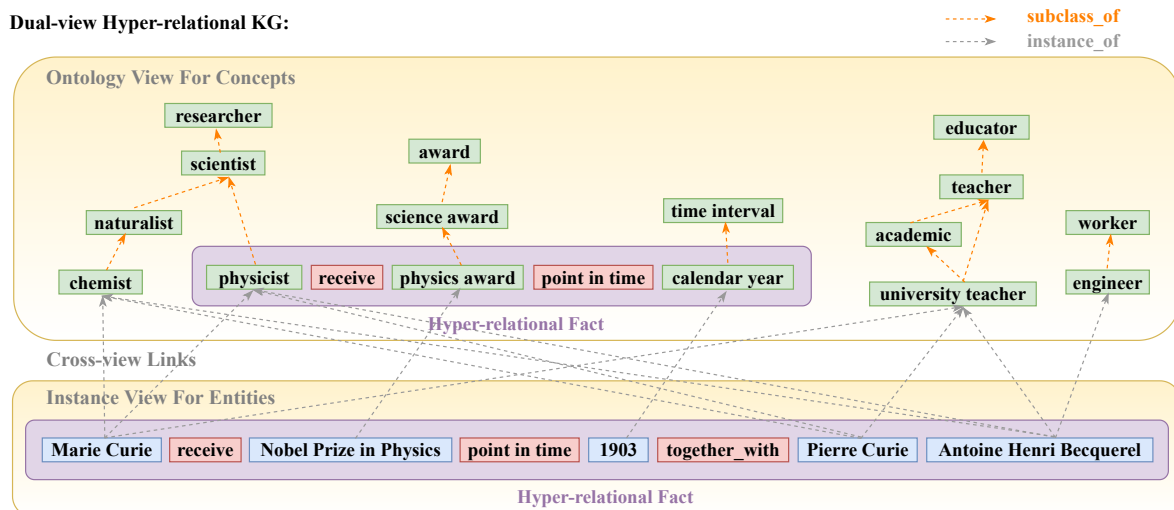 Dual-view Hyper-relational KG:
subclass_of
instance_of
Ontology View For Concepts
researcher
scientist
naturalist
chemist
award
science award
physicist receive physics award point in time calendar year
time interval
Hyper-relational Fact
educator
teacher
academic
university teacher
worker
engineer
Cross-view Links
Instance View For Entities
Marie Curie receive Nobel Prize in Physics point in time 1903 together_with Pierre Curie Antoine Henri Becquerel
Hyper-relational Fact